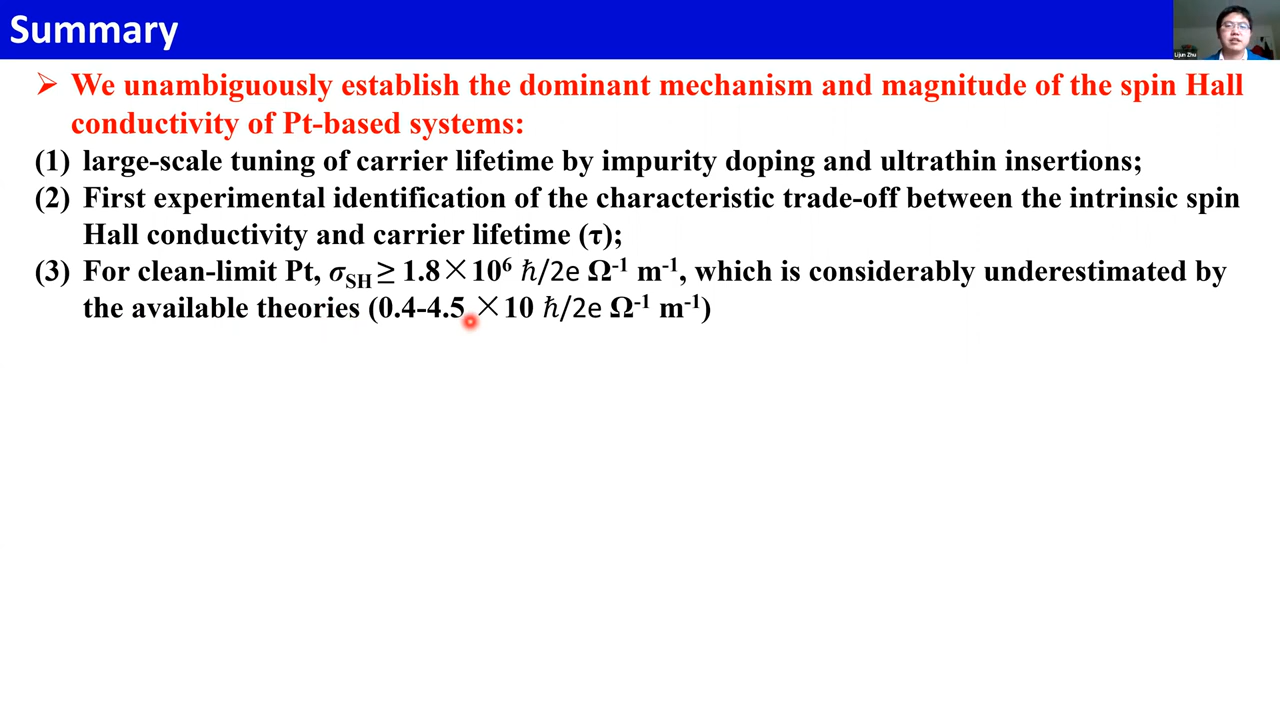 Summary
Lijun Zhu
➢ We unambiguously establish the dominant mechanism and magnitude of the spin Hall
conductivity of Pt-based systems:
(1) large-scale tuning of carrier lifetime by impurity doping and ultrathin insertions;
(2) First experimental identification of the characteristic trade-off between the intrinsic spin
Hall conductivity and carrier lifetime (τ);
(3) For clean-limit Pt, σSH ≥ 1.8×10⁶ ℏ/2e Ω⁻¹ m⁻¹, which is considerably underestimated by
the available theories (0.4-4.5 ×10 ℏ/2e Ω⁻¹ m⁻¹)